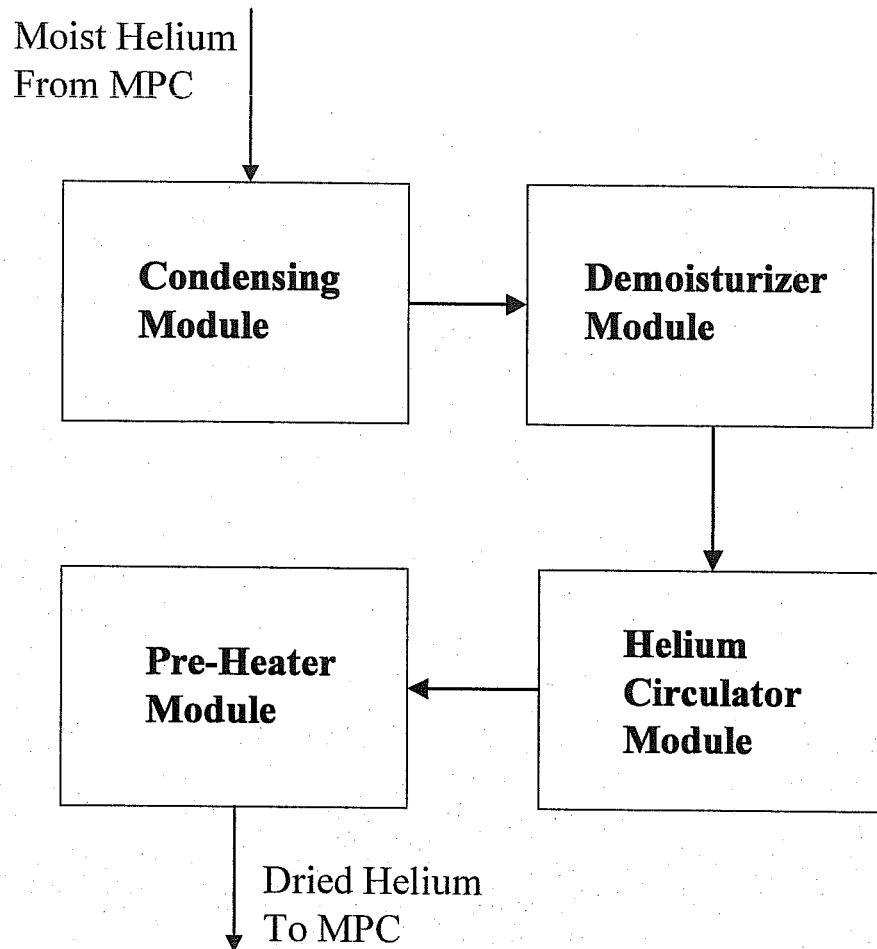 Moist Helium
From MPC
Condensing
Module
Demoisturizer
Module
Pre-Heater
Module
Helium
Circulator
Module
Dried Helium
To MPC